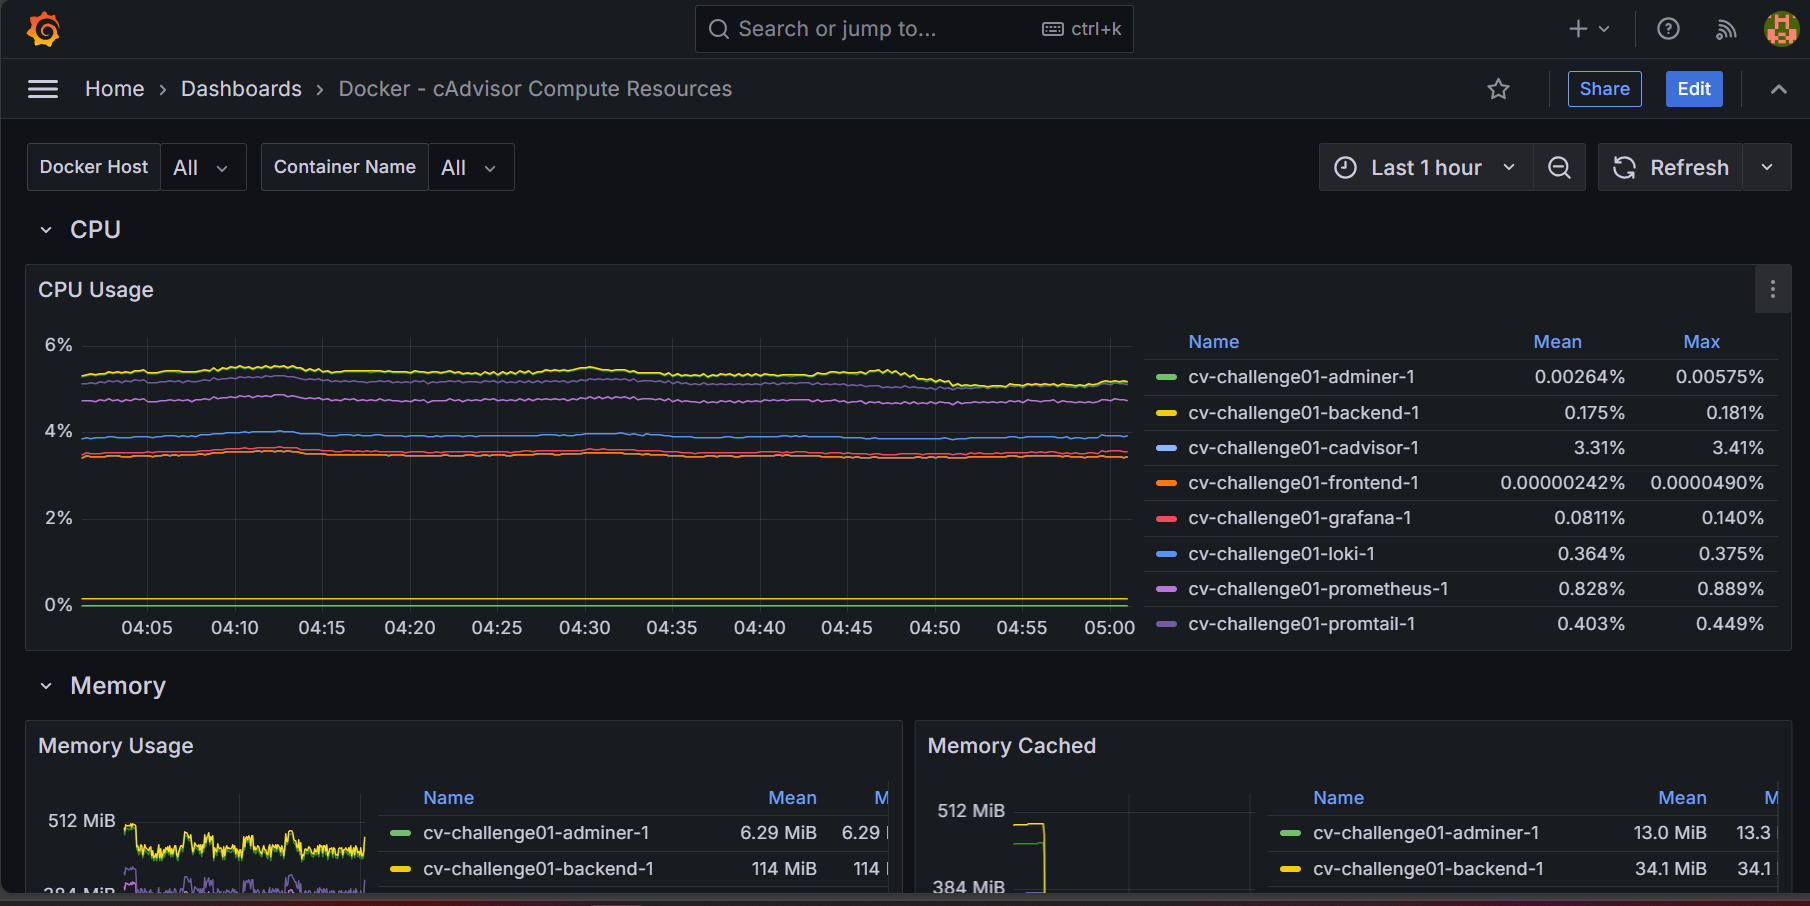 Search or jump to... ctrl+k
Home › Dashboards › Docker - cAdvisor Compute Resources
Share Edit
Docker Host All Container Name All
Last 1 hour Refresh
CPU
CPU Usage
6%
4%
2%
0%
04:05 04:10 04:15 04:20 04:25 04:30 04:35 04:40 04:45 04:50 04:55 05:00
Name Mean Max
cv-challenge01-adminer-1 0.00264% 0.00575%
cv-challenge01-backend-1 0.175% 0.181%
cv-challenge01-cadvisor-1 3.31% 3.41%
cv-challenge01-frontend-1 0.00000242% 0.0000490%
cv-challenge01-grafana-1 0.0811% 0.140%
cv-challenge01-loki-1 0.364% 0.375%
cv-challenge01-prometheus-1 0.828% 0.889%
cv-challenge01-promtail-1 0.403% 0.449%
Memory
Memory Usage
512 MiB
384 MiB
Name Mean M
cv-challenge01-adminer-1 6.29 MiB 6.29
cv-challenge01-backend-1 114 MiB 114
Memory Cached
512 MiB
384 MiB
Name Mean M
cv-challenge01-adminer-1 13.0 MiB 13.3
cv-challenge01-backend-1 34.1 MiB 34.1